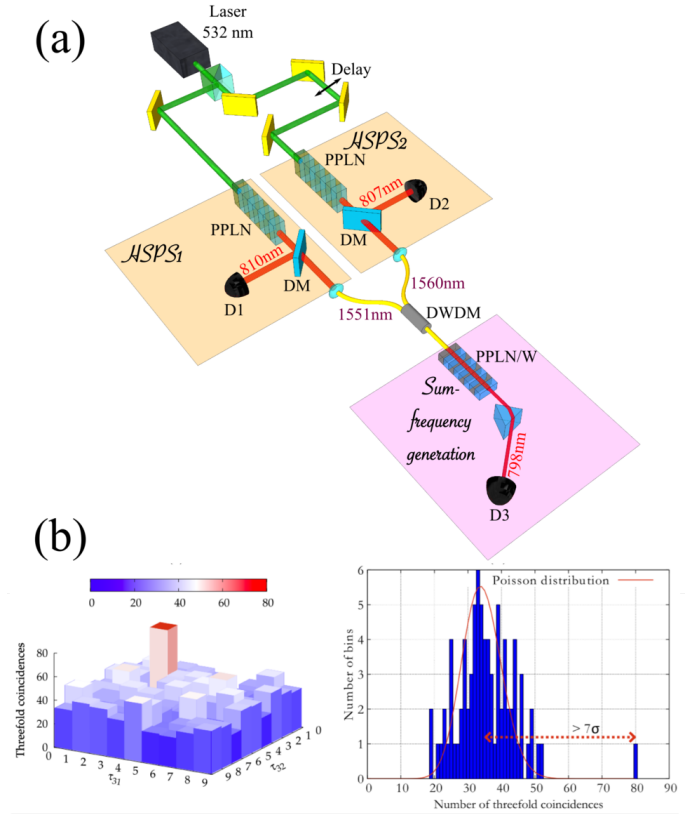 (a)
Laser
532 nm
Delay
HSPS2
PPLN
807nm
D2
DM
HSPS1
PPLN
810nm
D1
DM
1560nm
1551nm
DWDM
PPLN/W
Sum-
frequency
generation
798nm
D3
(b)
0 20 40 60 80
Threefold coincidences
80
60
40
20
0
0 1 2 3 4 5 6 7 8 9
τ31
9 8 7 6 5 4 3 2 1 0
τ32
Poisson distribution
> 7σ
Number of bins
6
5
4
3
2
1
0
0 10 20 30 40 50 60 70 80 90
Number of threefold coincidences